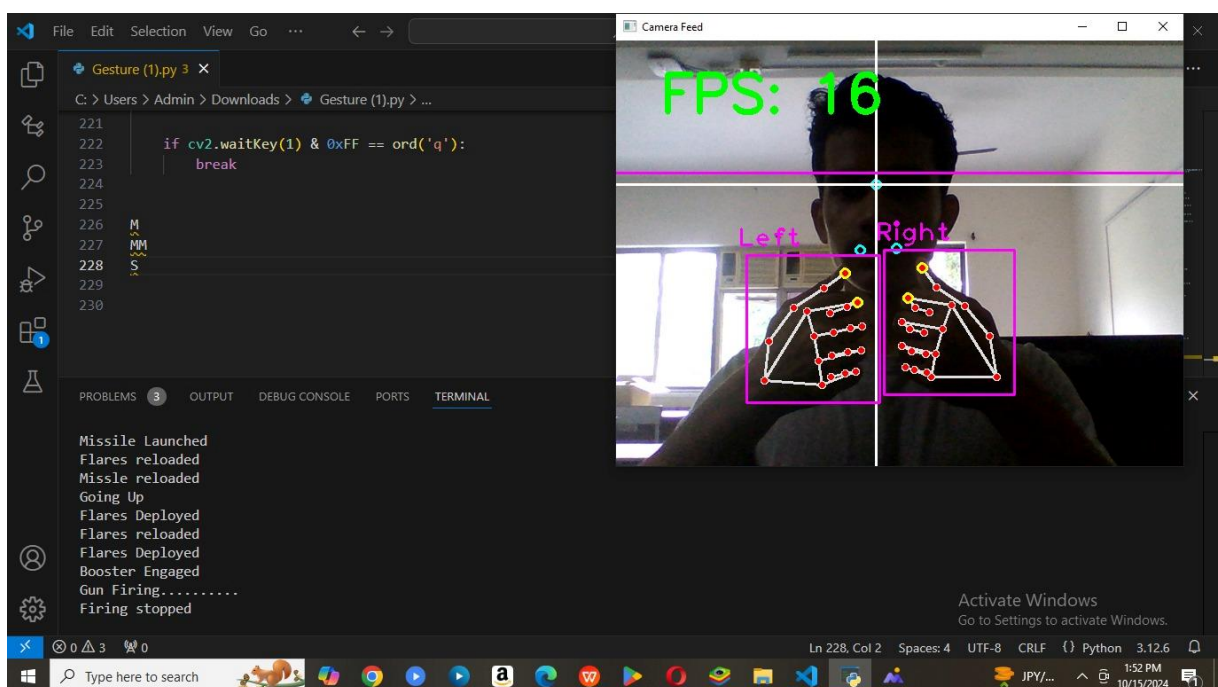 File Edit Selection View Go ···
Camera Feed
Gesture (1).py 3
C: > Users > Admin > Downloads > Gesture (1).py > ...
221
222 if cv2.waitKey(1) & 0xFF == ord('q'):
223 break
224
225
226 M
227 MM
228 S
229
230
FPS: 16
Left
Right
1
PROBLEMS 3 OUTPUT DEBUG CONSOLE PORTS TERMINAL
Missile Launched
Flares reloaded
Missle reloaded
Going Up
Flares Deployed
Flares reloaded
Flares Deployed
Booster Engaged
Gun Firing..........
Firing stopped
Activate Windows
Go to Settings to activate Windows.
0 3 0 Ln 228, Col 2 Spaces: 4 UTF-8 CRLF {} Python 3.12.6
Type here to search
JPY/...
1:52 PM
10/15/2024
1